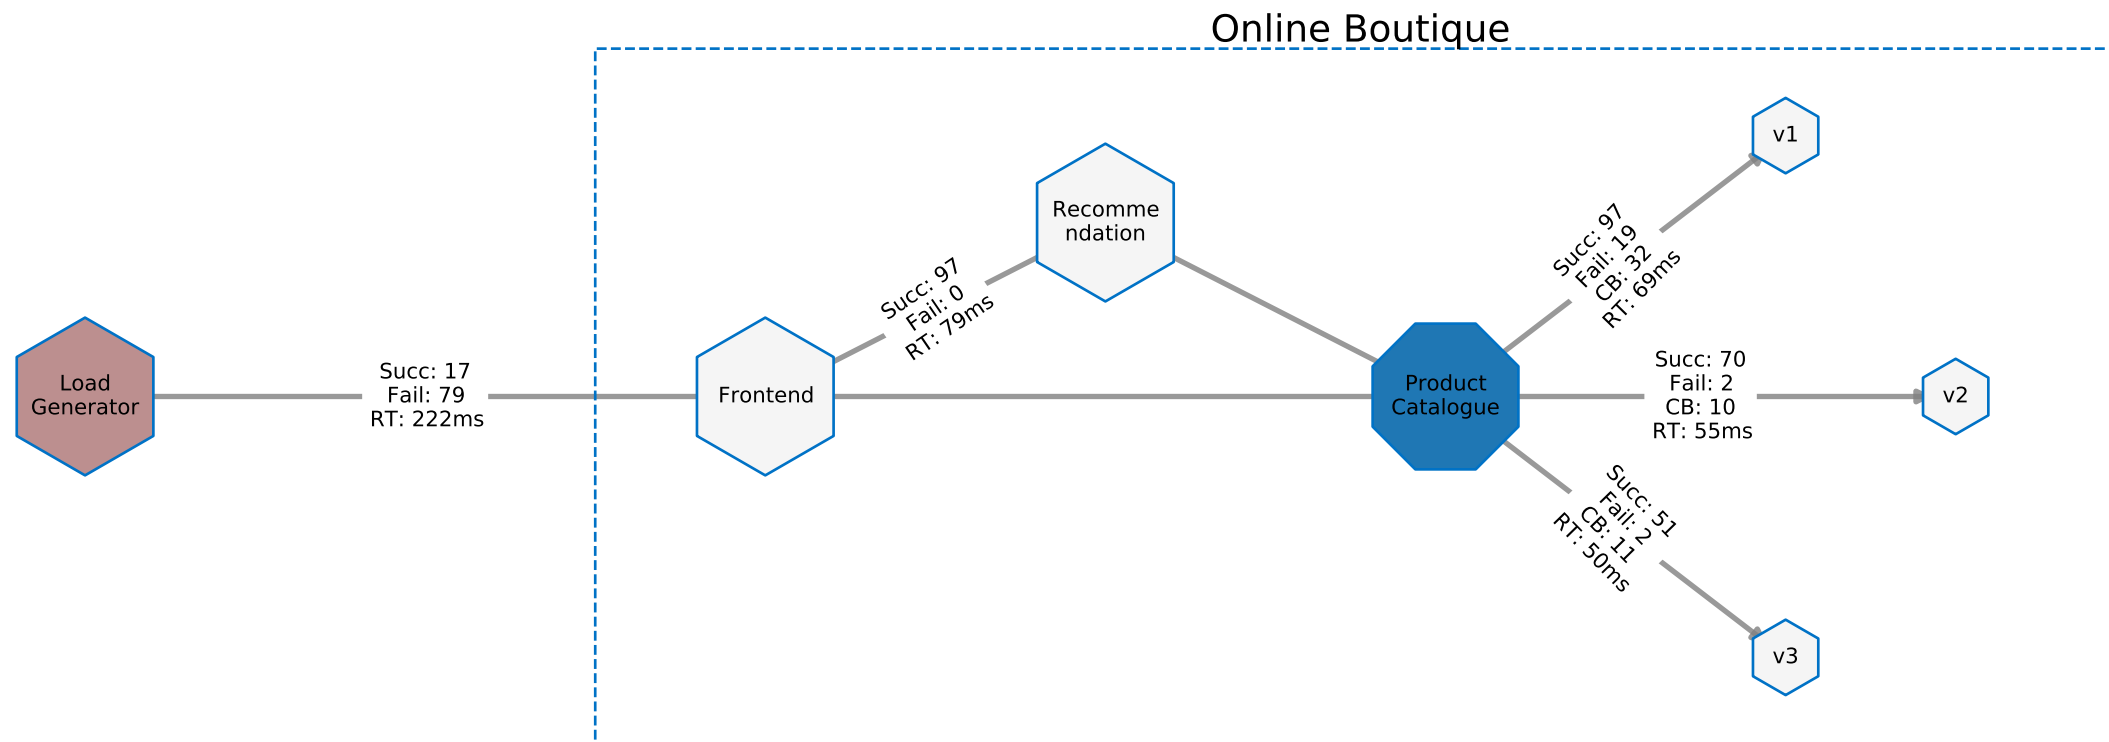 Online Boutique
Load
Generator
Succ: 17
Fail: 79
RT: 222ms
Frontend
Succ: 97
Fail: 0
RT: 79ms
Recomme
ndation
Product
Catalogue
Succ: 97
Fail: 19
CB: 32
RT: 69ms
v1
Succ: 70
Fail: 2
CB: 10
RT: 55ms
v2
Succ: 51
Fail: 2
CB: 11
RT: 50ms
v3